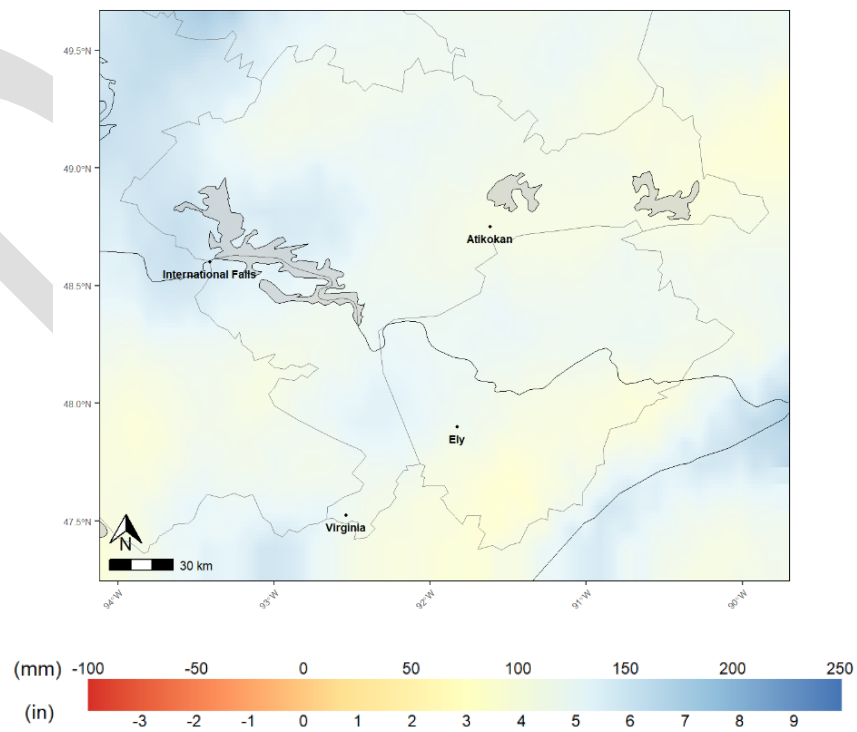 49.5°N
49.0°N
Atikokan
International Falls
48.5°N
48.0°N
Ely
47.5°N
Virginia
N
30 km
94°W 93°W 92°W 91°W 90°W
(mm) -100 -50 0 50 100 150 200 250
(in) -3 -2 -1 0 1 2 3 4 5 6 7 8 9